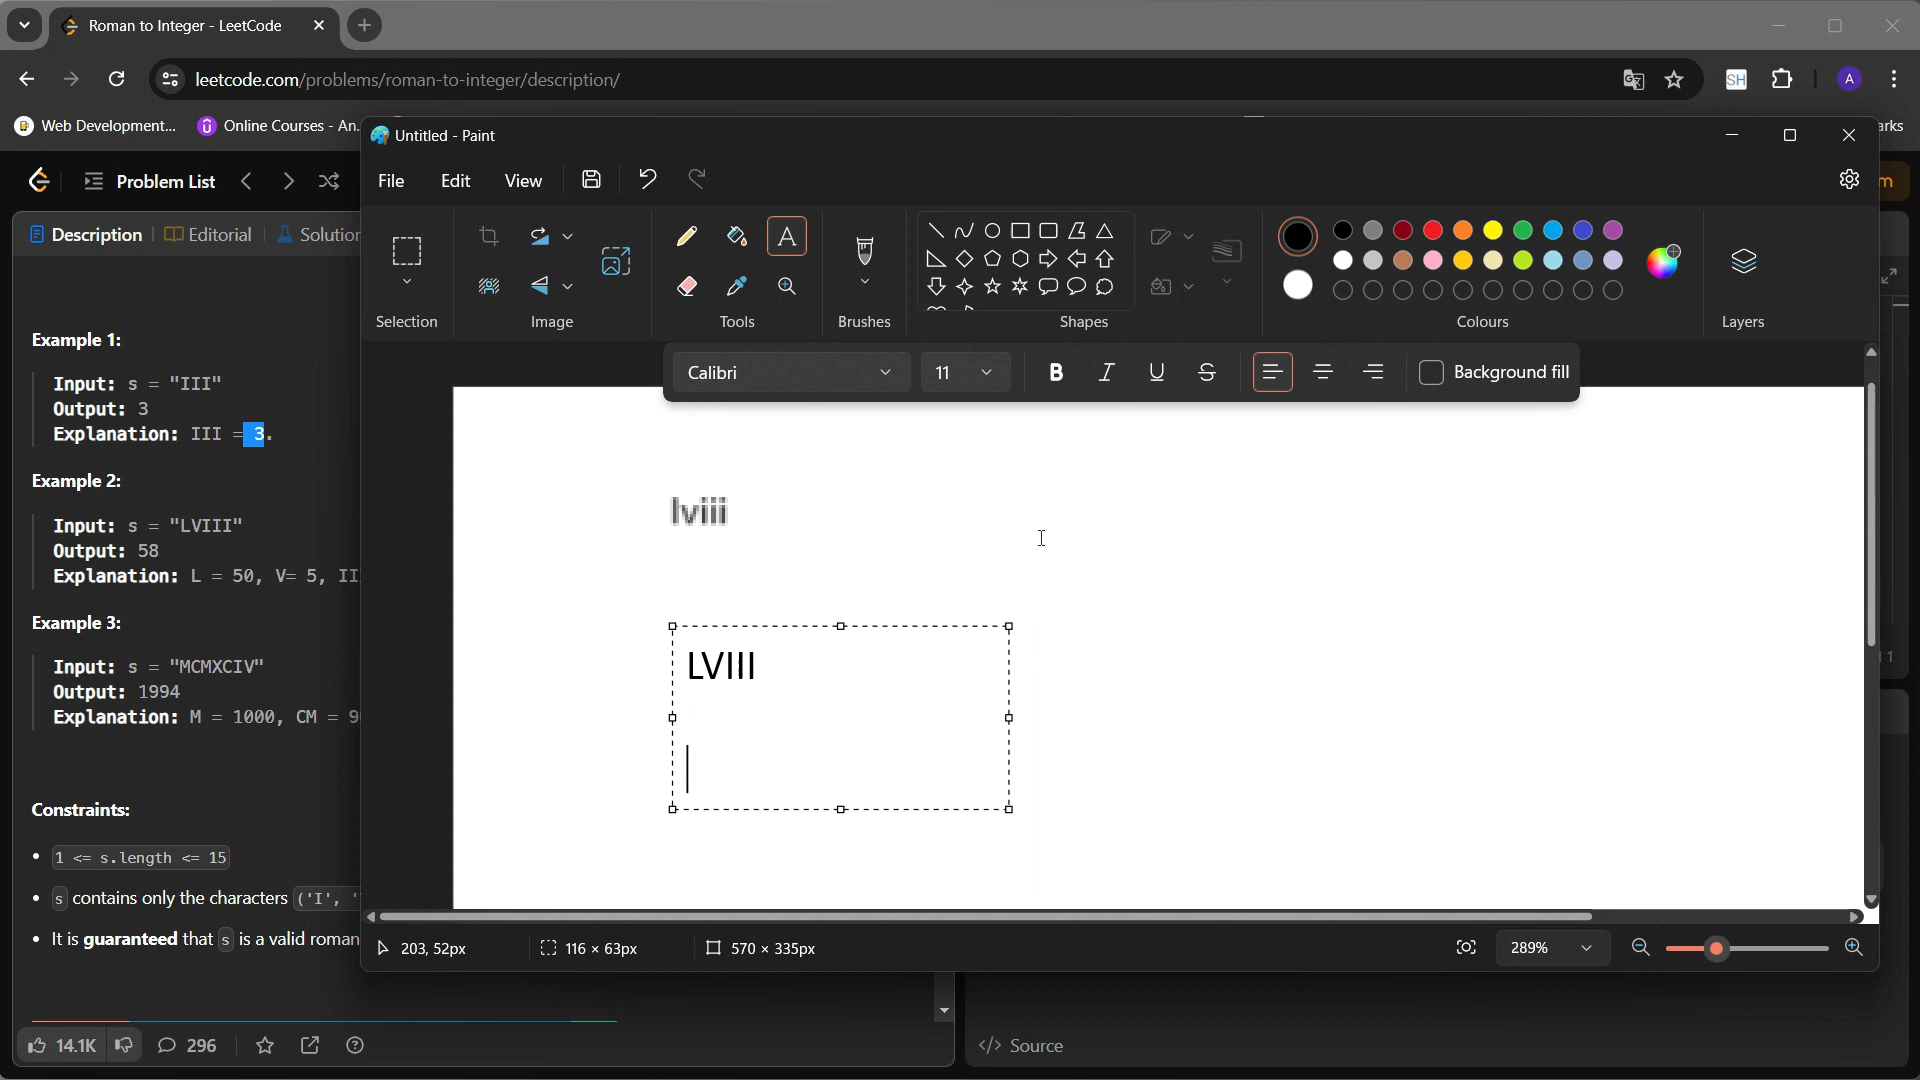 Roman to Integer - LeetCode
leetcode.com/problems/roman-to-integer/description/
SH
A
Web Development...
Online Courses - An.
arks
Untitled - Paint
Problem List
File
Edit
View
m
Description
Editorial
Solution
Selection
Image
Tools
Brushes
Shapes
Colours
Layers
Calibri
11
B
I
U
S
Background fill
Example 1:
Input: s = "III"
Output: 3
Explanation: III = 3.
Example 2:
Input: s = "LVIII"
Output: 58
Explanation: L = 50, V= 5, II
Example 3:
Input: s = "MCMXCIV"
Output: 1994
Explanation: M = 1000, CM = 9
lviii
LVIII
Constraints:
1 <= s.length <= 15
s contains only the characters ('I', '
It is guaranteed that s is a valid roman
203, 52px
116 × 63px
570 × 335px
289%
14.1K
296
</> Source